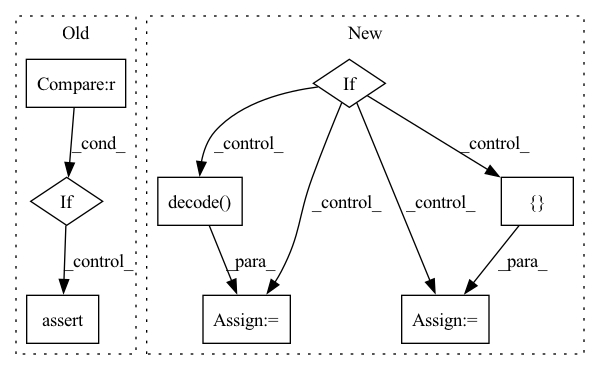 Old
New
Compare:r
If
_cond_
_control_
_control_
If
decode()
_control_
_control_
{}
_control_
_para_
_para_
assert
Assign:=
Assign:=